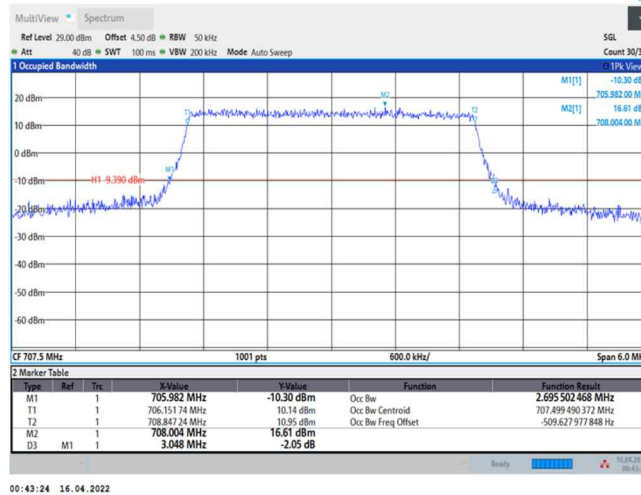 MultiView Spectrum
Ref Level 29.00 dBm Offset 4.50 dB RBW 50 kHz SGL
Att 40 dB SWT 100 ms VBW 200 kHz Mode Auto Sweep Count 30/3
1 Occupied Bandwidth 1Pk View
M1[1] -10.30 dB
705.982 00 M
M2[1] 16.61 dB
708.004 00 M
M2
20 dBm
T1
T2
10 dBm
0 dBm
M1
H1 -9.390 dBm
-10 dBm
-20 dBm
-30 dBm
-40 dBm
-50 dBm
-60 dBm
CF 707.5 MHz 1001 pts 600.0 kHz/ Span 6.0 MH
2 Marker Table
Type Ref Trc X-Value Y-Value Function Function Result
M1 1 705.982 MHz -10.30 dBm Occ Bw 2.695 502 468 MHz
T1 1 706.151 74 MHz 10.14 dBm Occ Bw Centroid 707.499 490 372 MHz
T2 1 708.847 24 MHz 10.95 dBm Occ Bw Freq Offset -509.627 977 848 Hz
M2 1 708.004 MHz 16.61 dBm
D3 M1 1 3.048 MHz -2.05 dB
Ready
00:43:24 16.04.2022